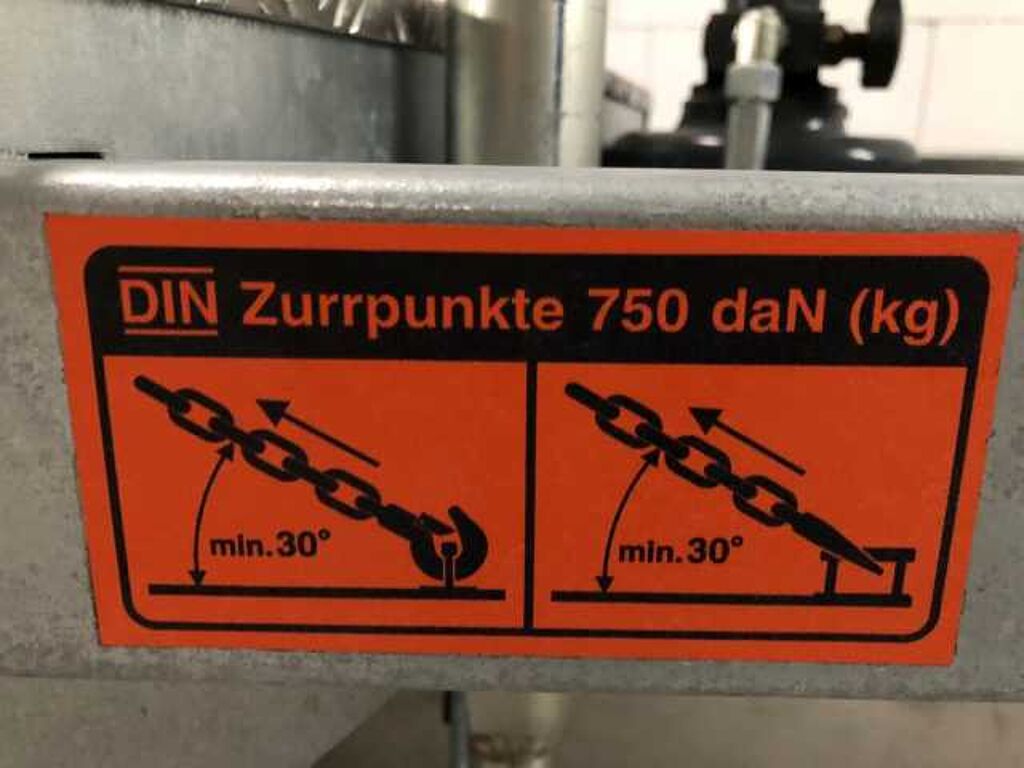 DIN Zurrpunkte 750 daN (kg)
min. 30°
min. 30°